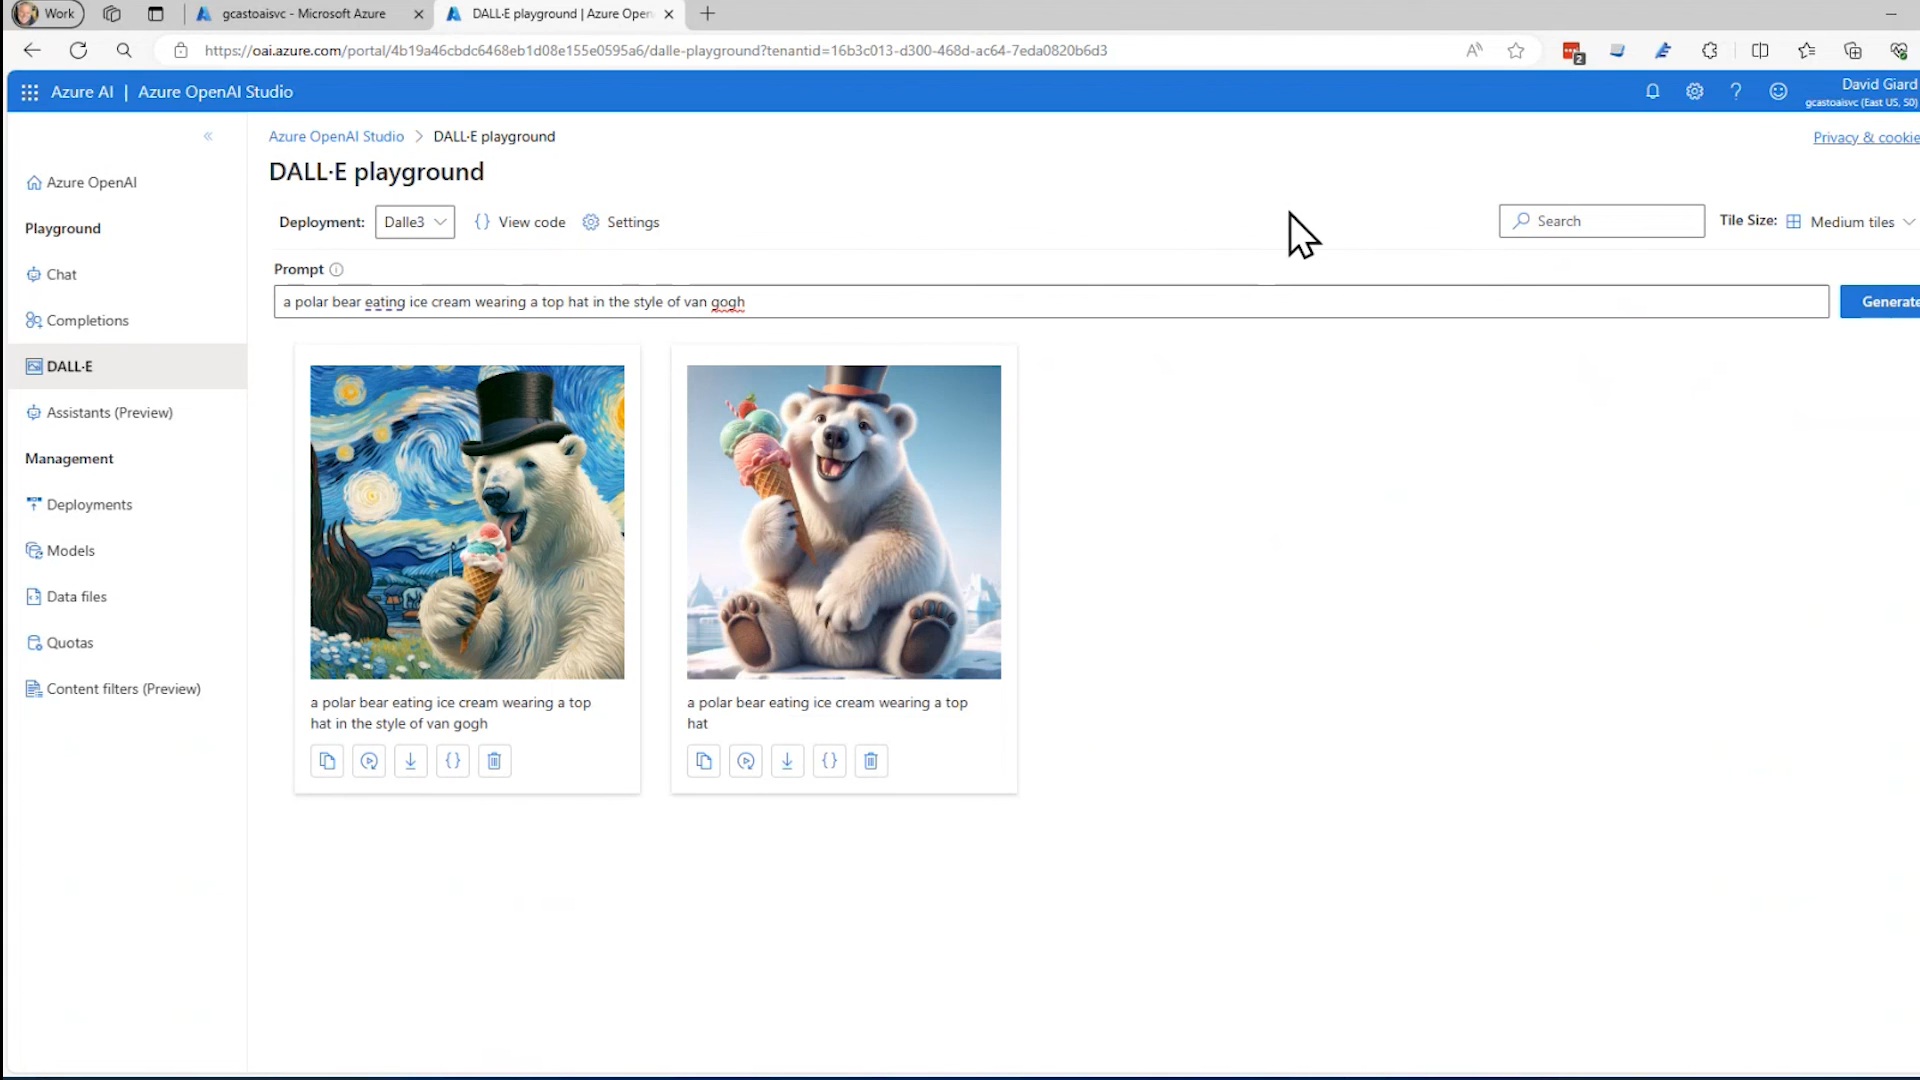 Work
gcastoaisvc - Microsoft Azure
DALL·E playground | Azure Open
https://oai.azure.com/portal/4b19a46cbdc6468eb1d08e155e0595a6/dalle-playground?tenantid=16b3c013-d300-468d-ac64-7eda0820b6d3
2
Azure AI | Azure OpenAI Studio
David Giard
gcastoaisvc (East US, S0)
Azure OpenAI Studio > DALL·E playground
Privacy & cookie
DALL·E playground
Azure OpenAI
Playground
Chat
Completions
DALL·E
Assistants (Preview)
Management
Deployments
Models
Data files
Quotas
Content filters (Preview)
Deployment: Dalle3 {} View code Settings
Search
Tile Size: Medium tiles
Prompt
a polar bear eating ice cream wearing a top hat in the style of van gogh
Generate
a polar bear eating ice cream wearing a top
hat in the style of van gogh
a polar bear eating ice cream wearing a top
hat